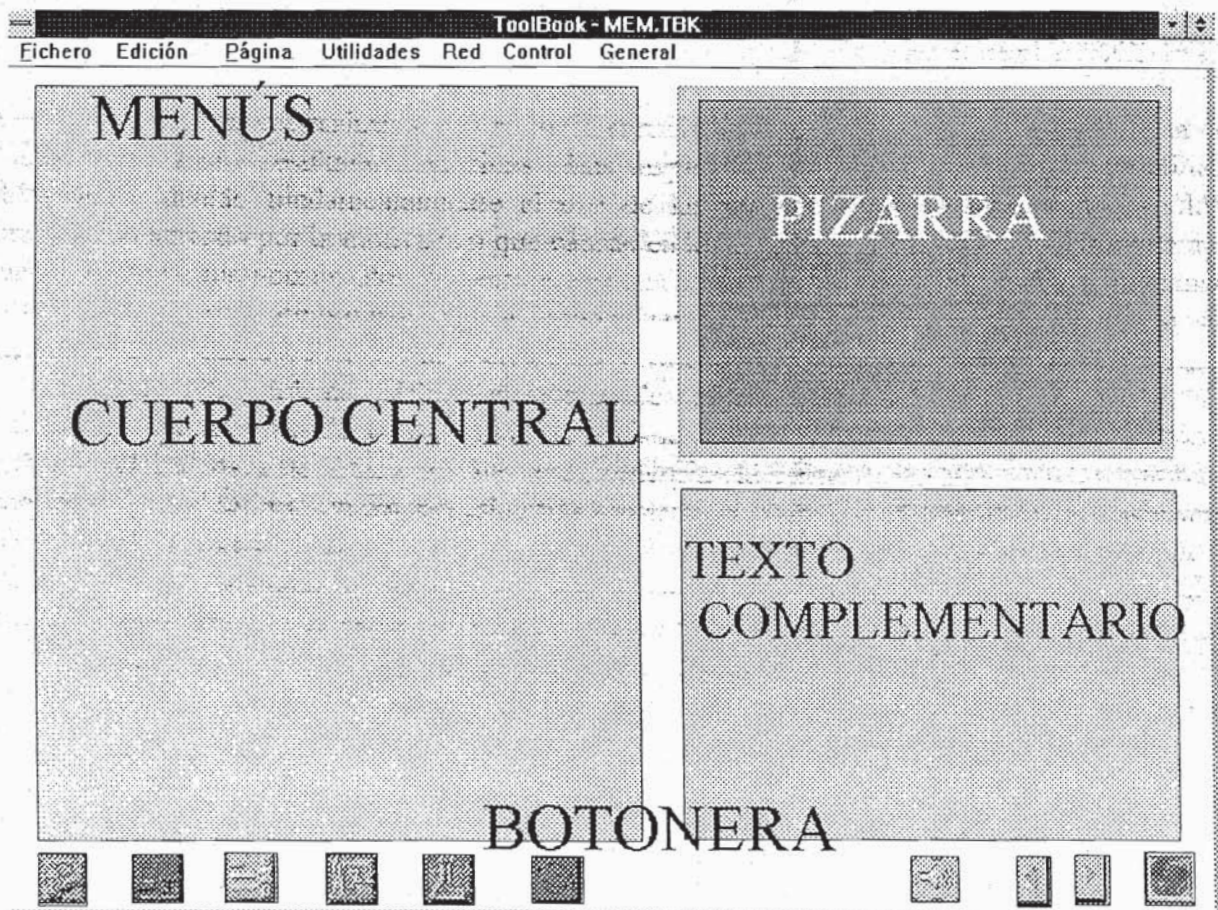 ToolBook - MEM.TBK
Fichero Edición Página Utilidades Red Control General
MENÚS
PIZARRA
CUERPO CENTRAL
TEXTO
COMPLEMENTARIO
BOTONERA